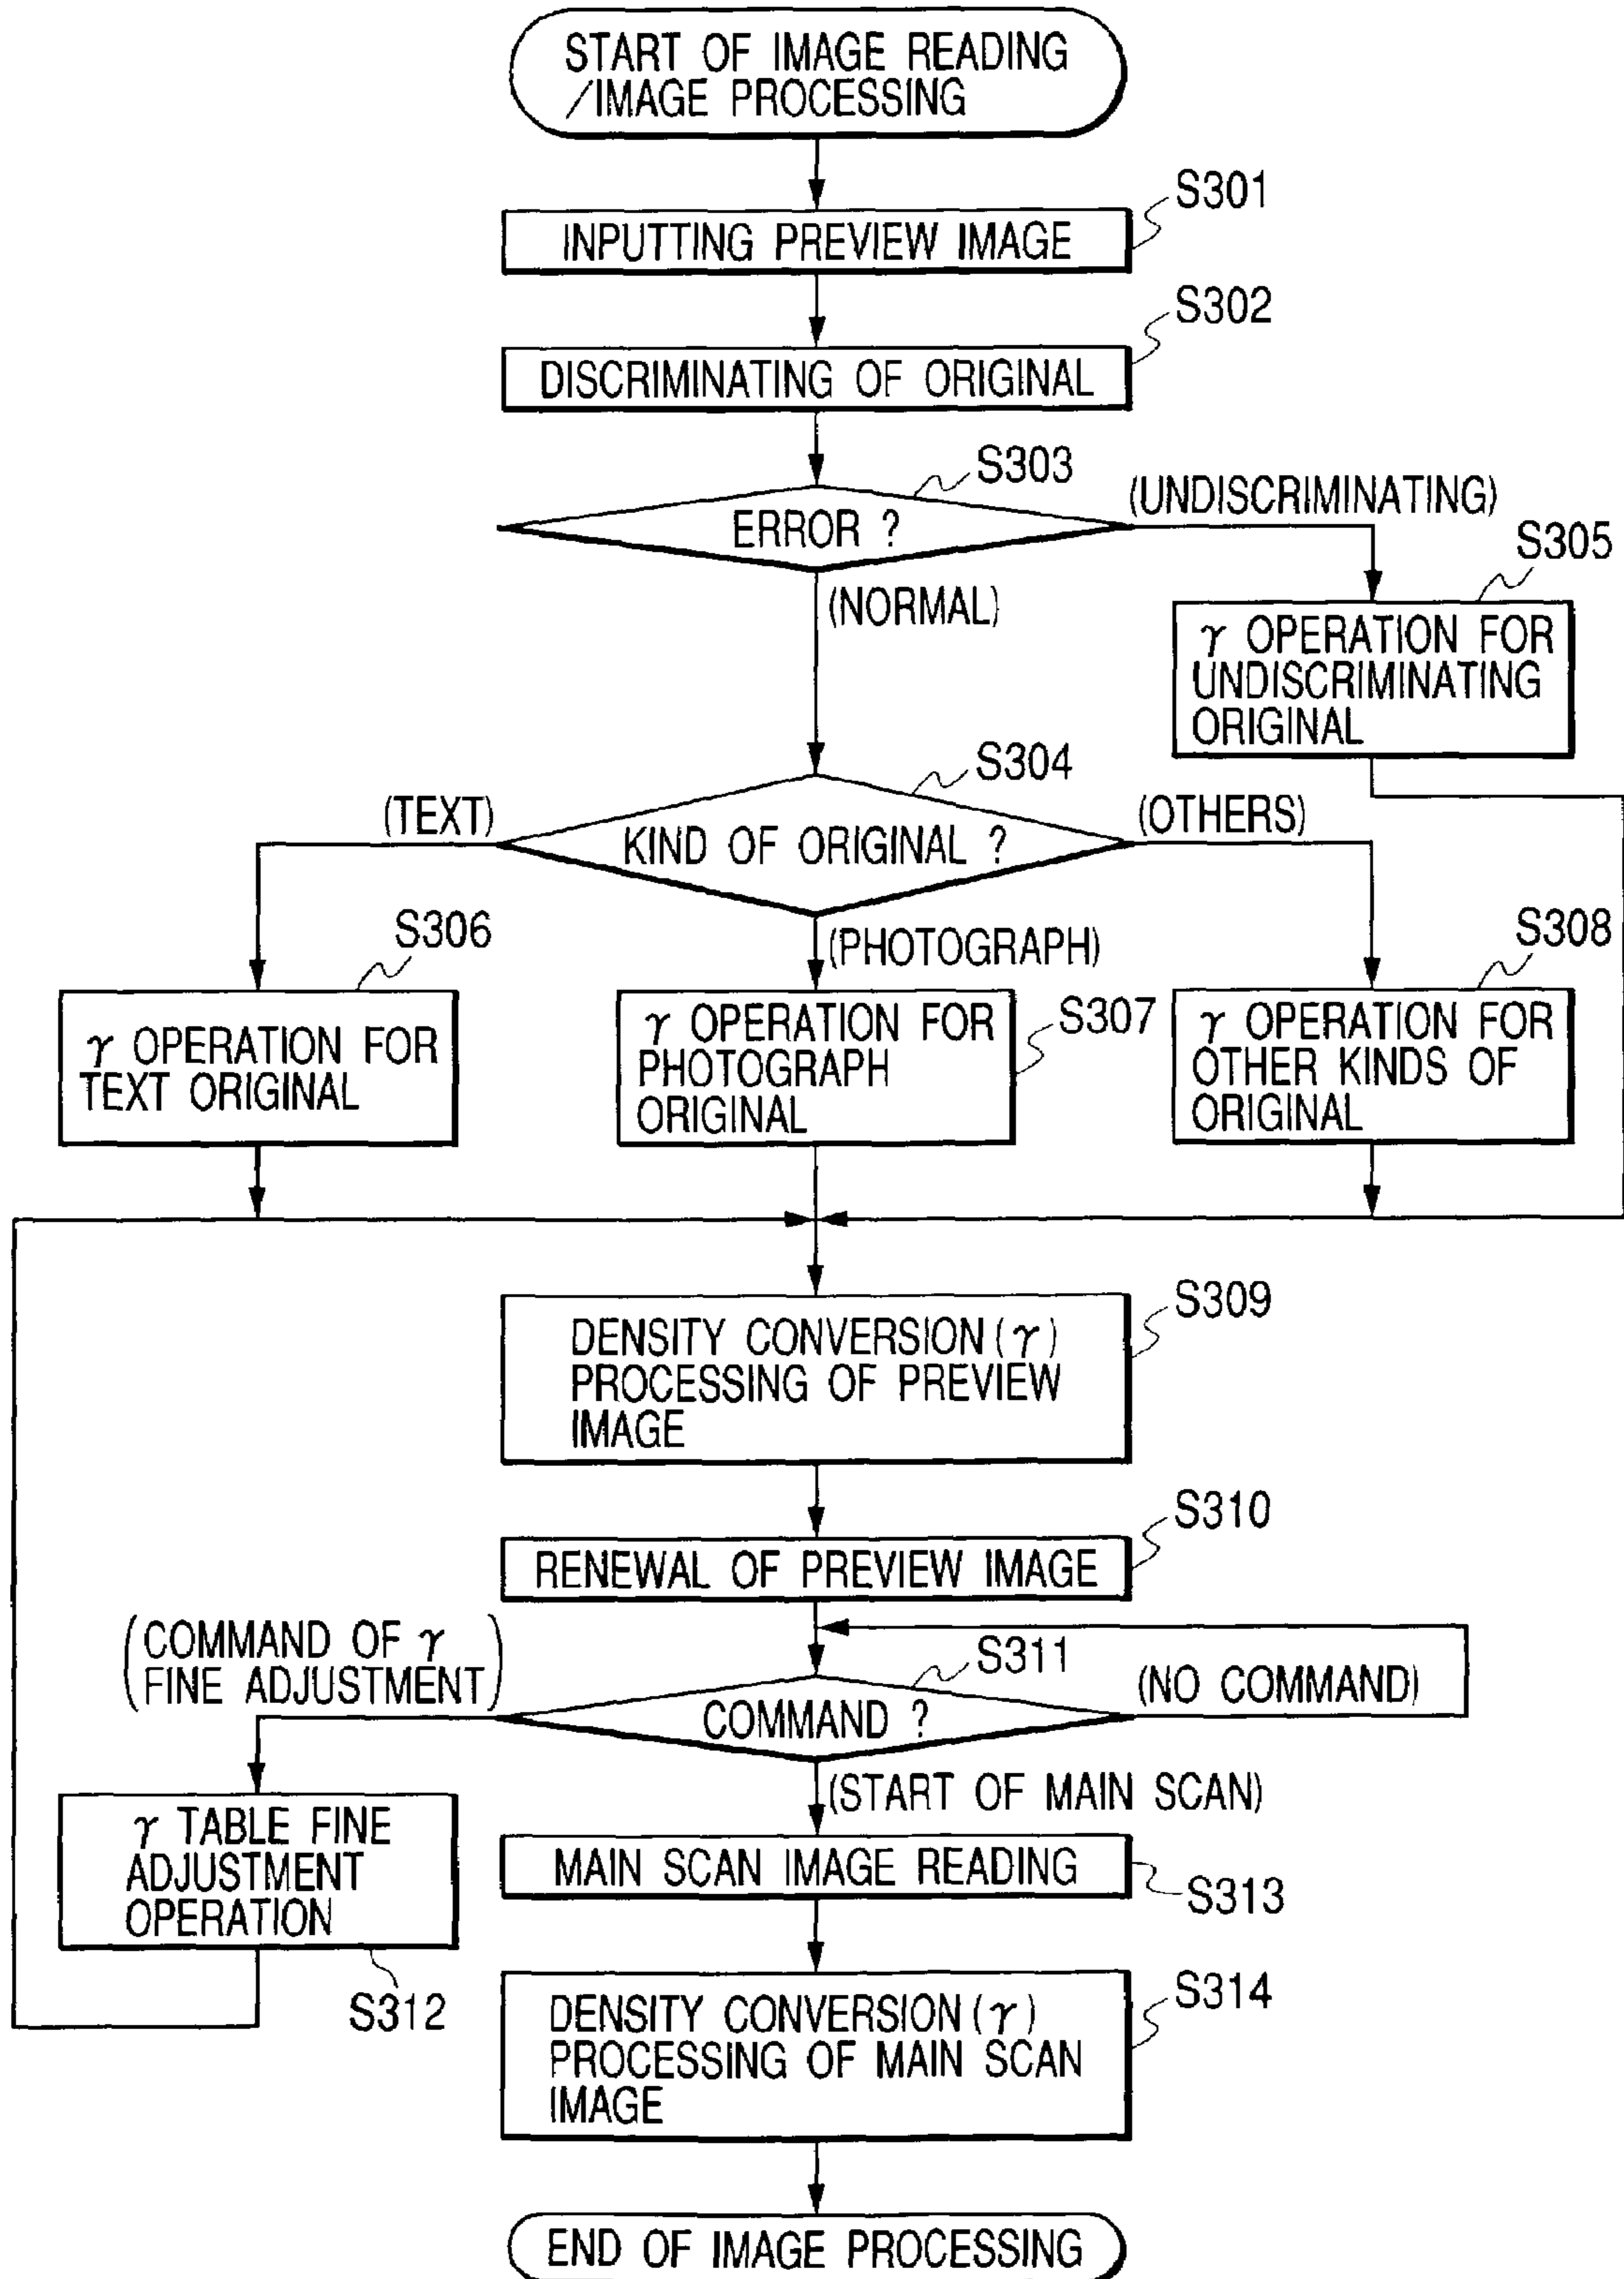 START OF IMAGE READING
/IMAGE PROCESSING
S301
INPUTTING PREVIEW IMAGE
S302
DISCRIMINATING OF ORIGINAL
S303
(UNDISCRIMINATING)
ERROR ?
S305
(NORMAL)
γ OPERATION FOR
UNDISCRIMINATING
ORIGINAL
S304
(TEXT)
(OTHERS)
KIND OF ORIGINAL ?
S306
(PHOTOGRAPH)
S308
γ OPERATION FOR
TEXT ORIGINAL
γ OPERATION FOR
PHOTOGRAPH
ORIGINAL
S307
γ OPERATION FOR
OTHER KINDS OF
ORIGINAL
S309
DENSITY CONVERSION (γ)
PROCESSING OF PREVIEW
IMAGE
S310
RENEWAL OF PREVIEW IMAGE
(COMMAND OF γ
FINE ADJUSTMENT)
S311
(NO COMMAND)
COMMAND ?
(START OF MAIN SCAN)
γ TABLE FINE
ADJUSTMENT
OPERATION
MAIN SCAN IMAGE READING
S313
S312
S314
DENSITY CONVERSION (γ)
PROCESSING OF MAIN SCAN
IMAGE
END OF IMAGE PROCESSING